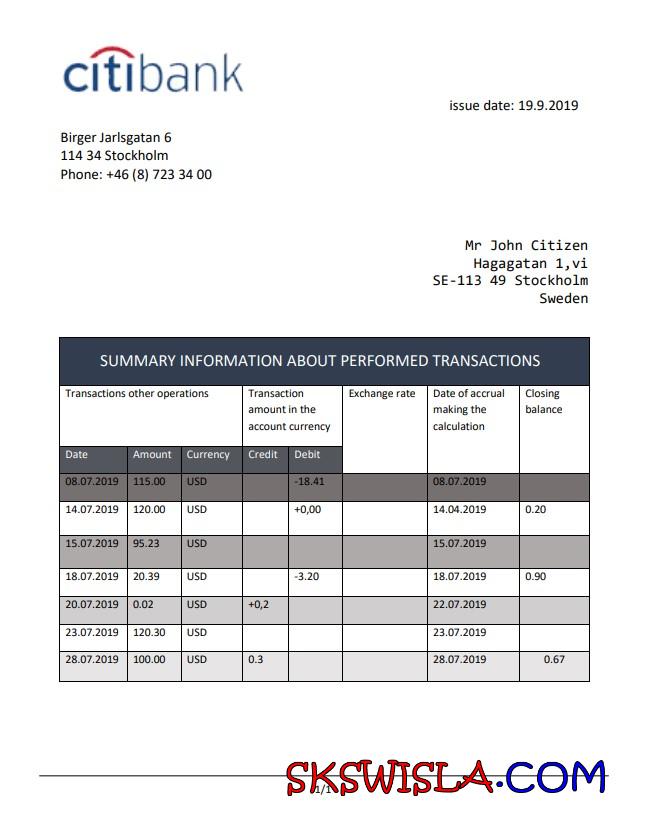 citibank
issue date: 19.9.2019
Birger Jarlsgatan 6
114 34 Stockholm
Phone: +46 (8) 723 34 00
Mr John Citizen
Hagagatan 1,vi
SE-113 49 Stockholm
Sweden
SUMMARY INFORMATION ABOUT PERFORMED TRANSACTIONS
Transactions other operations
Transaction amount in the account currency
Exchange rate
Date of accrual making the calculation
Closing balance
Date Amount Currency Credit Debit
08.07.2019 115.00 USD -18.41 08.07.2019
14.07.2019 120.00 USD +0,00 14.04.2019 0.20
15.07.2019 95.23 USD 15.07.2019
18.07.2019 20.39 USD -3.20 18.07.2019 0.90
20.07.2019 0.02 USD +0,2 22.07.2019
23.07.2019 120.30 USD 23.07.2019
28.07.2019 100.00 USD 0.3 28.07.2019 0.67
SKSWISLA.COM
1/1